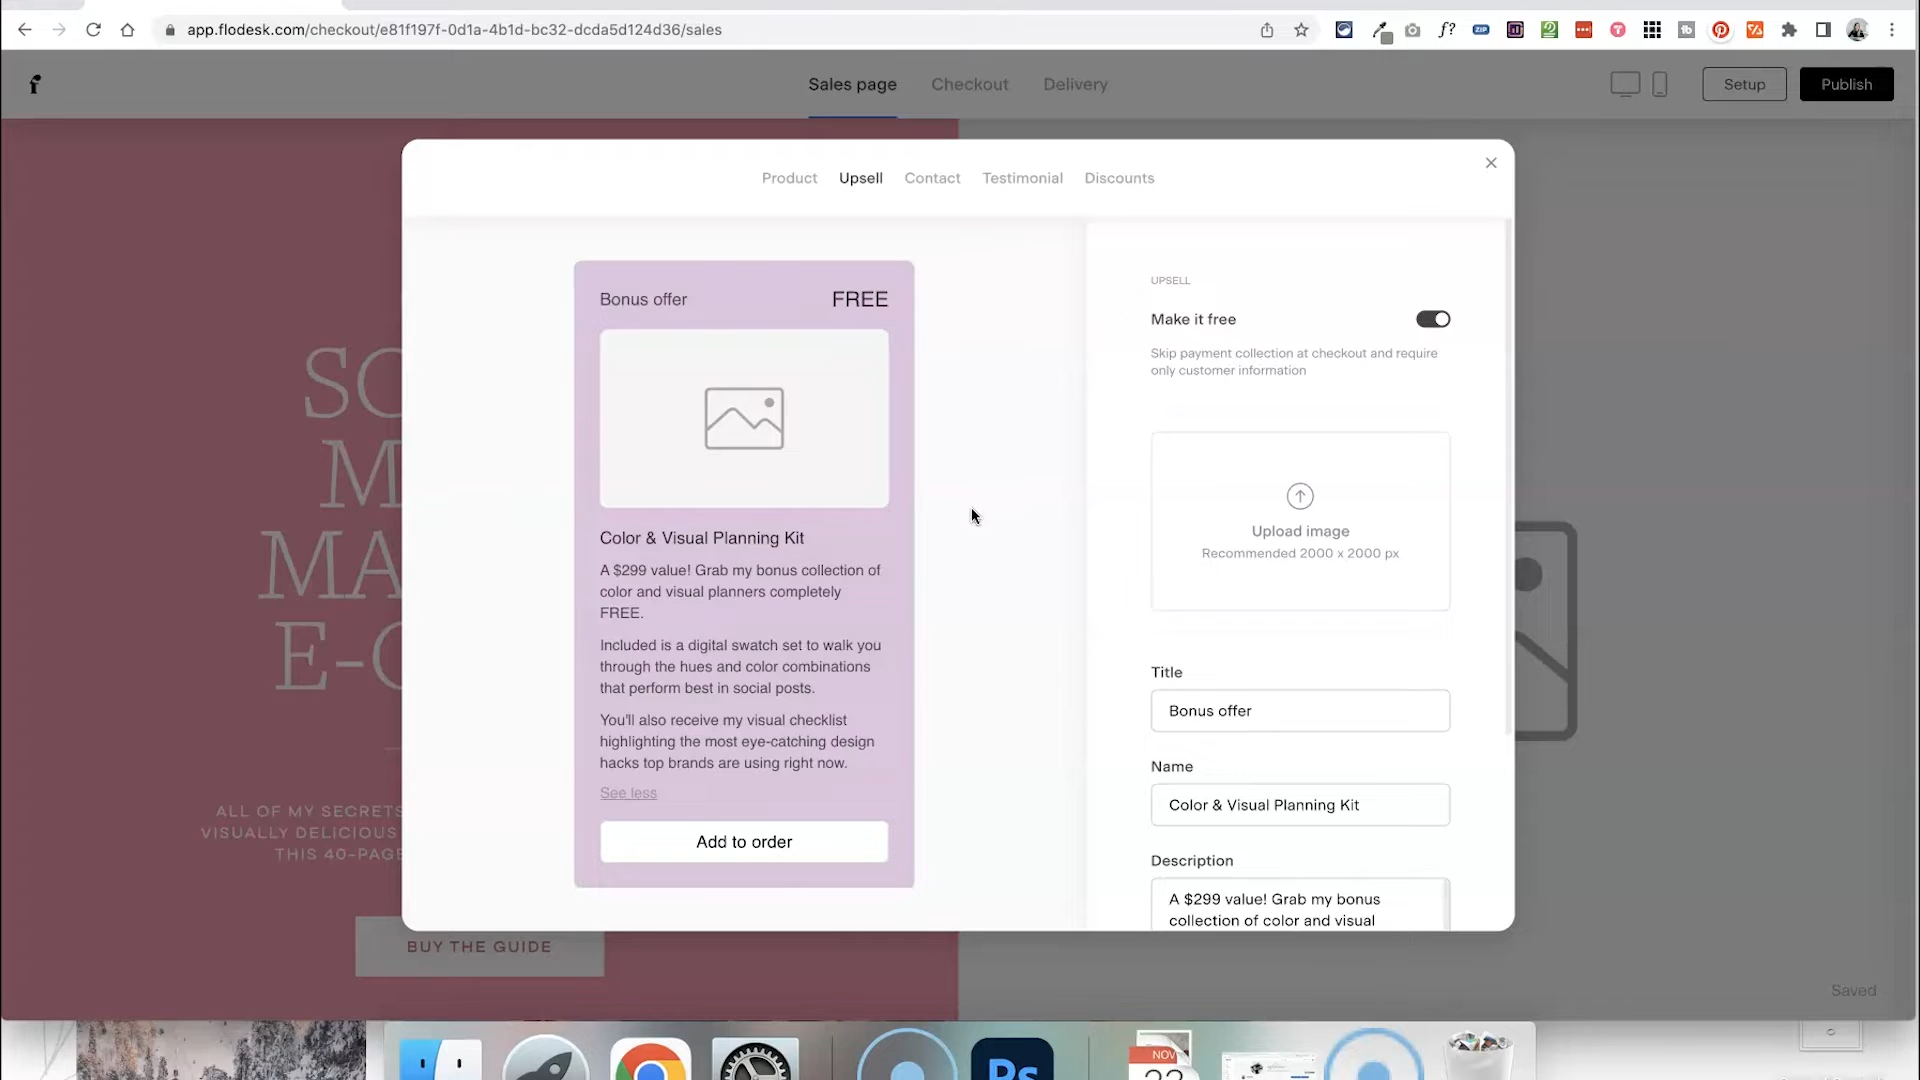 app.flodesk.com/checkout/e81f197f-0d1a-4b1d-bc32-dcda5d124d36/sales
Sales page
Checkout
Delivery
Setup
Publish
Product
Upsell
Contact
Testimonial
Discounts
Bonus offer
FREE
Color & Visual Planning Kit
A $299 value! Grab my bonus collection of
color and visual planners completely
FREE.
Included is a digital swatch set to walk you
through the hues and color combinations
that perform best in social posts.
You'll also receive my visual checklist
highlighting the most eye-catching design
hacks top brands are using right now.
See less
Add to order
UPSELL
Make it free
Skip payment collection at checkout and require
only customer information
Upload image
Recommended 2000 x 2000 px
Title
Bonus offer
Name
Color & Visual Planning Kit
Description
A $299 value! Grab my bonus
collection of color and visual
ALL OF MY SECRETS
VISUALLY DELICIOUS
THIS 40-PAGE
BUY THE GUIDE
Saved
NOV
Ps